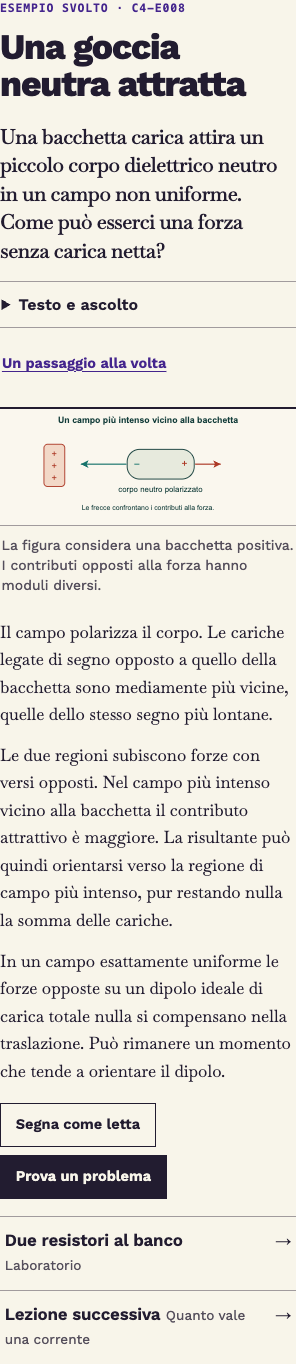 ESEMPIO SVOLTO · C4–E008
Una goccia
neutra attratta
Una bacchetta carica attira un
piccolo corpo dielettrico neutro
in un campo non uniforme.
Come può esserci una forza
senza carica netta?
▶ Testo e ascolto
Un passaggio alla volta
Un campo più intenso vicino alla bacchetta
+
+
+
− +
corpo neutro polarizzato
Le frecce confrontano i contributi alla forza.
La figura considera una bacchetta positiva.
I contributi opposti alla forza hanno
moduli diversi.
Il campo polarizza il corpo. Le cariche
legate di segno opposto a quello della
bacchetta sono mediamente più vicine,
quelle dello stesso segno più lontane.
Le due regioni subiscono forze con
versi opposti. Nel campo più intenso
vicino alla bacchetta il contributo
attrattivo è maggiore. La risultante può
quindi orientarsi verso la regione di
campo più intenso, pur restando nulla
la somma delle cariche.
In un campo esattamente uniforme le
forze opposte su un dipolo ideale di
carica totale nulla si compensano nella
traslazione. Può rimanere un momento
che tende a orientare il dipolo.
Segna come letta
Prova un problema
Due resistori al banco →
Laboratorio
Lezione successiva Quanto vale →
una corrente